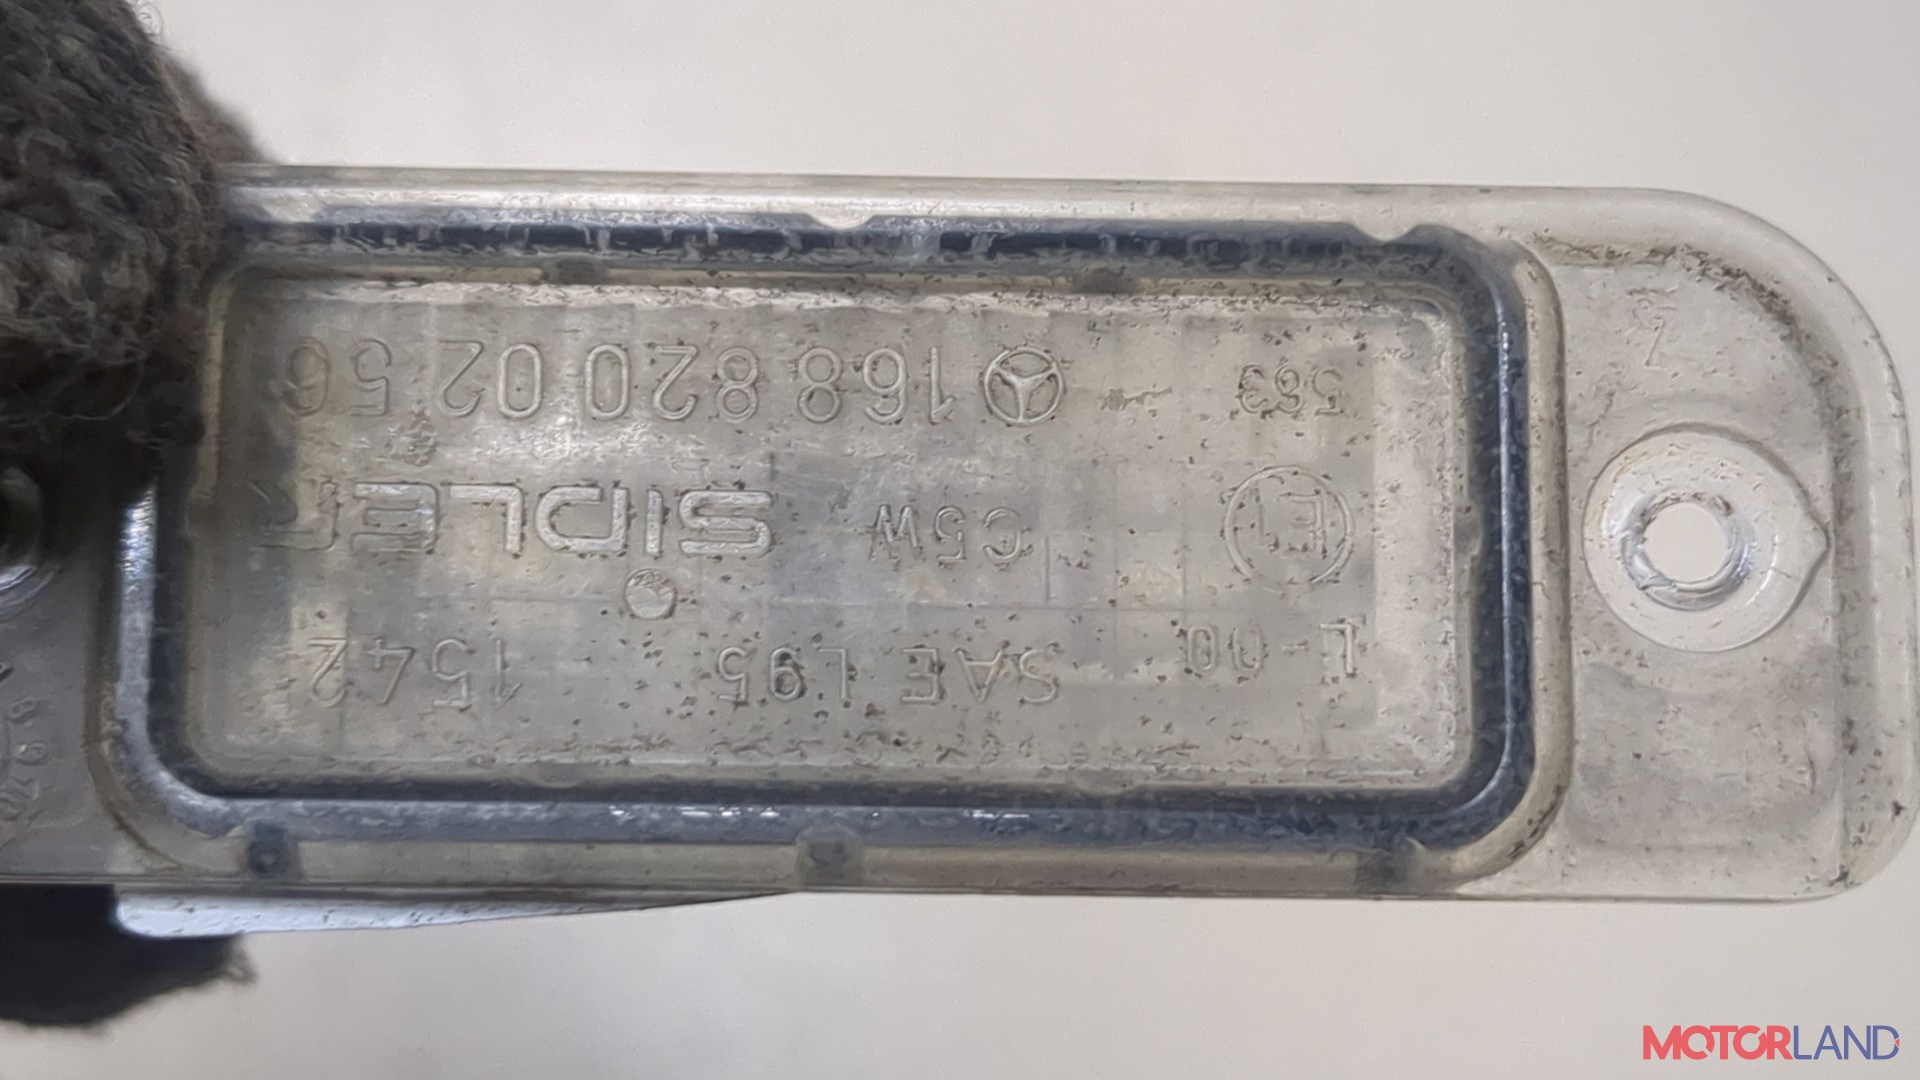 563 168 820 02 56
E1 C5W SIDLER
L 00 SAE L95 1542
MOTORLAND